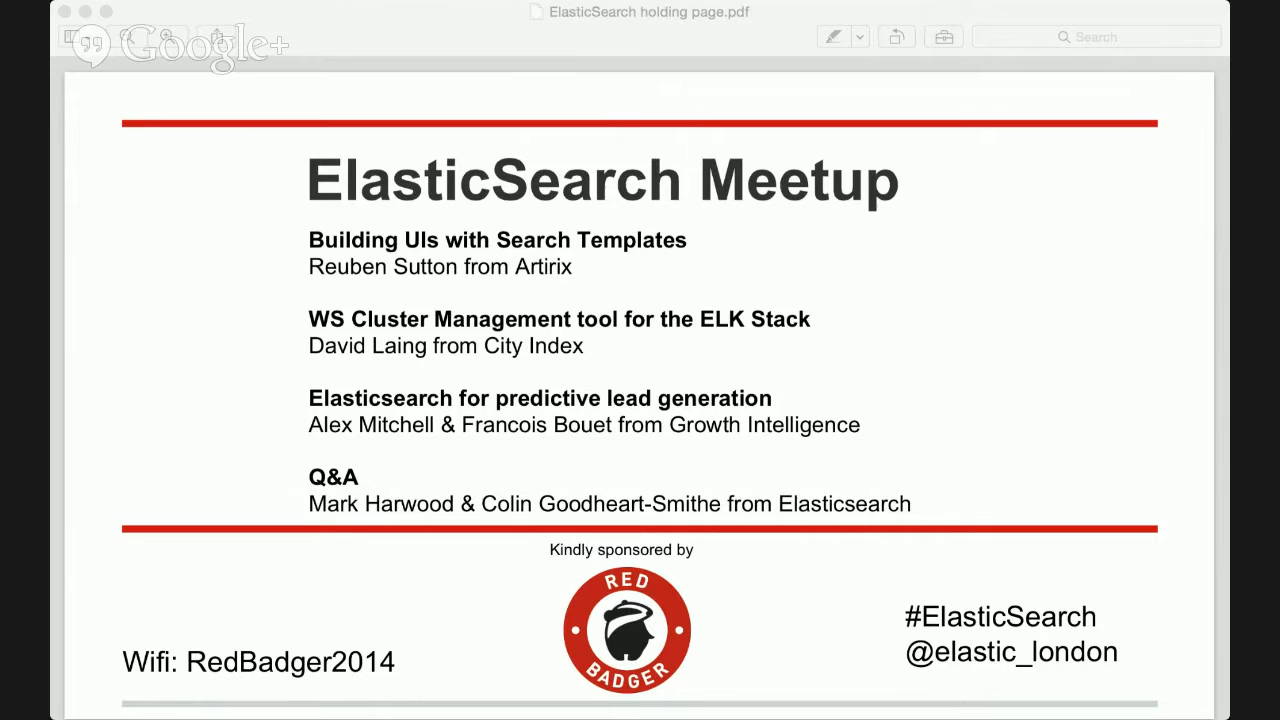 ElasticSearch holding page.pdf
Google+
Search
ElasticSearch Meetup
Building UIs with Search Templates
Reuben Sutton from Artirix
WS Cluster Management tool for the ELK Stack
David Laing from City Index
Elasticsearch for predictive lead generation
Alex Mitchell & Francois Bouet from Growth Intelligence
Q&A
Mark Harwood & Colin Goodheart-Smithe from Elasticsearch
Kindly sponsored by
RED
BADGER
#ElasticSearch
@elastic_london
Wifi: RedBadger2014